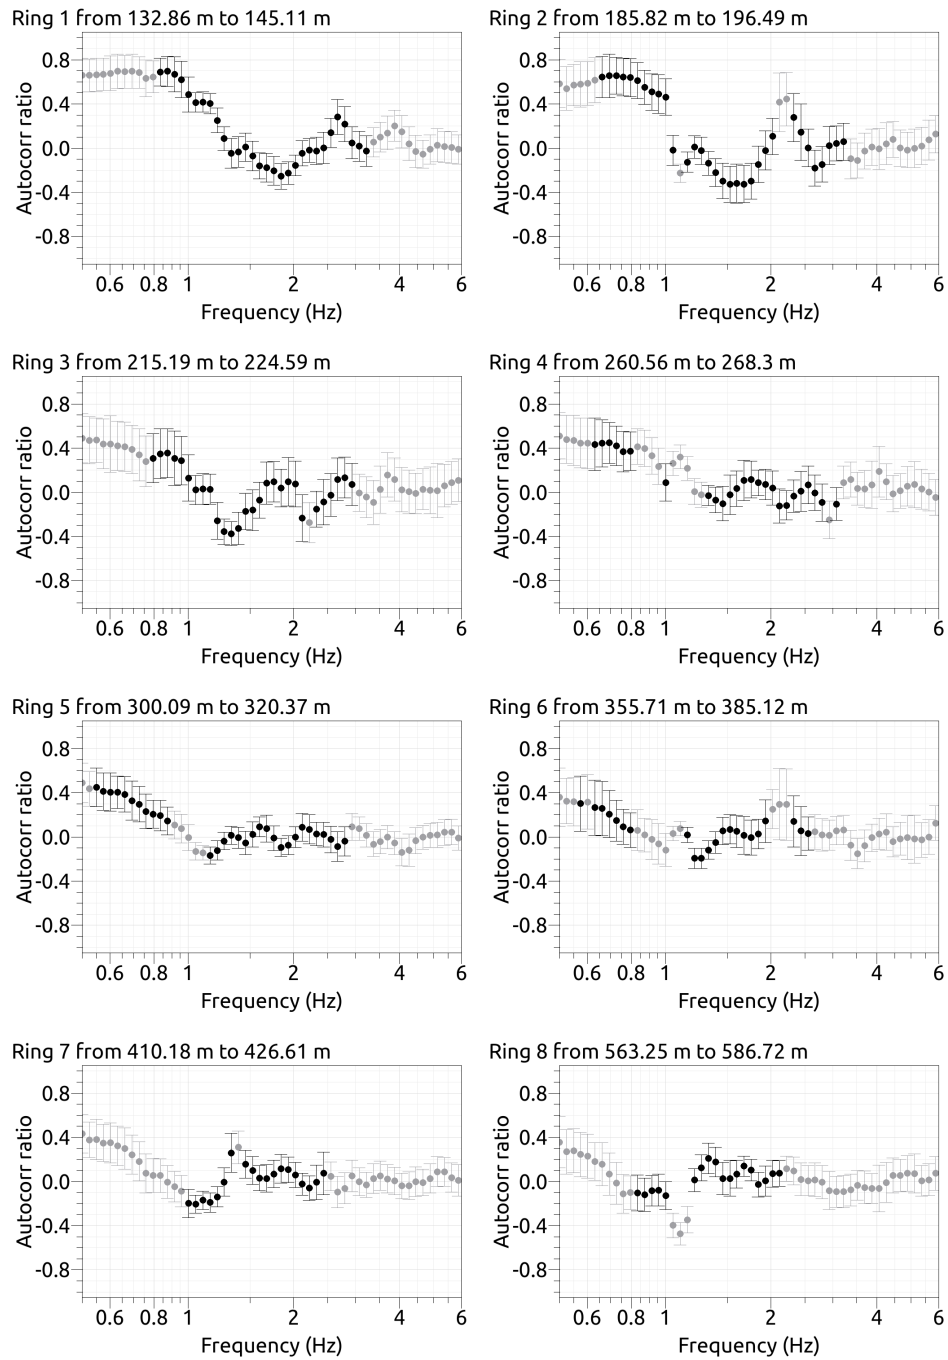 Ring 1 from 132.86 m to 145.11 m
0.8
0.4
0.0
-0.4
-0.8
Autocorr ratio
0.6 0.8 1 2 4 6
Frequency (Hz)
Ring 2 from 185.82 m to 196.49 m
0.8
0.4
0.0
-0.4
-0.8
Autocorr ratio
0.6 0.8 1 2 4 6
Frequency (Hz)
Ring 3 from 215.19 m to 224.59 m
0.8
0.4
0.0
-0.4
-0.8
Autocorr ratio
0.6 0.8 1 2 4 6
Frequency (Hz)
Ring 4 from 260.56 m to 268.3 m
0.8
0.4
0.0
-0.4
-0.8
Autocorr ratio
0.6 0.8 1 2 4 6
Frequency (Hz)
Ring 5 from 300.09 m to 320.37 m
0.8
0.4
0.0
-0.4
-0.8
Autocorr ratio
0.6 0.8 1 2 4 6
Frequency (Hz)
Ring 6 from 355.71 m to 385.12 m
0.8
0.4
0.0
-0.4
-0.8
Autocorr ratio
0.6 0.8 1 2 4 6
Frequency (Hz)
Ring 7 from 410.18 m to 426.61 m
0.8
0.4
0.0
-0.4
-0.8
Autocorr ratio
0.6 0.8 1 2 4 6
Frequency (Hz)
Ring 8 from 563.25 m to 586.72 m
0.8
0.4
0.0
-0.4
-0.8
Autocorr ratio
0.6 0.8 1 2 4 6
Frequency (Hz)